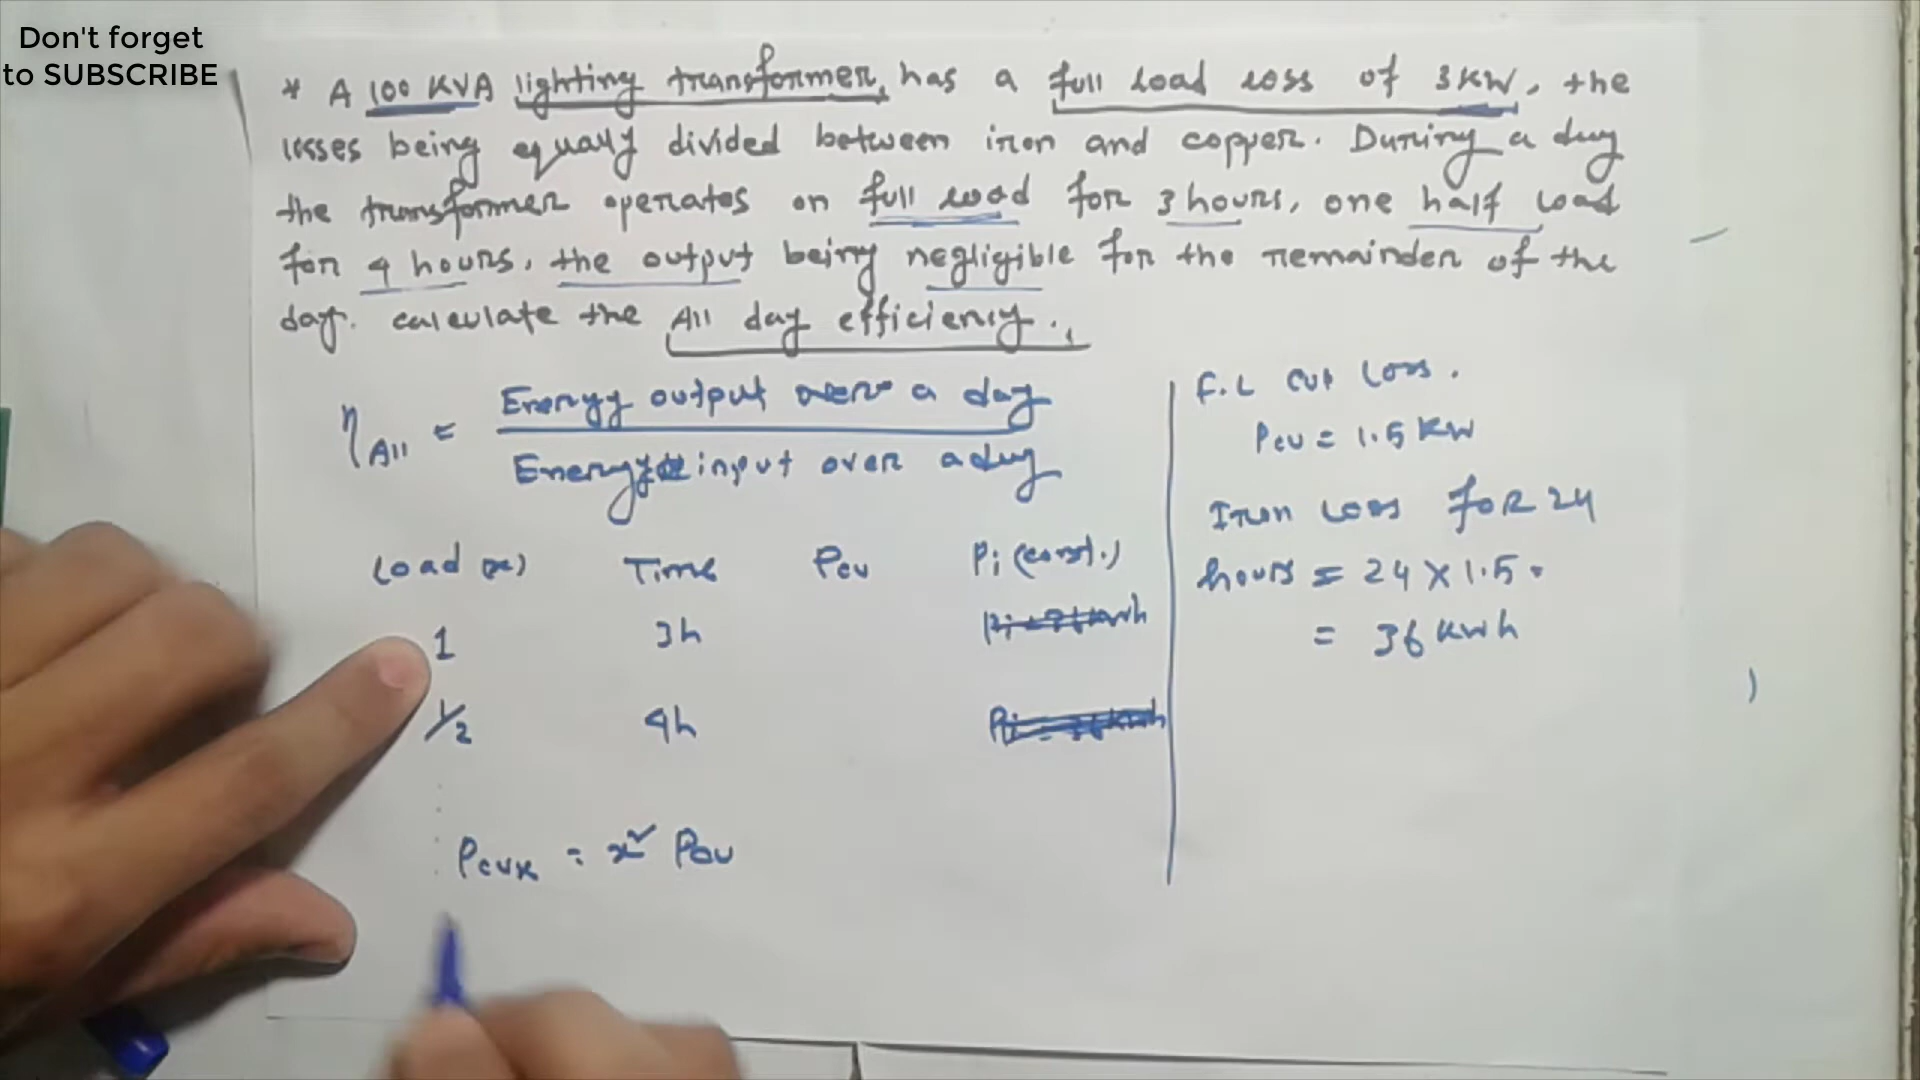 Don't forget
to SUBSCRIBE
* A 100 KVA lighting transformer, has a full load loss of 3KW, the
losses being equally divided between iron and copper. During a day
the transformer operates on full load for 3 hours, one half load
for 4 hours, the output being negligible for the remainder of the
day. calculate the All day efficiency.
η All = Energy output over a day
Energy input over a day
Load (x) Time Pcu Pi (const.)
1 3h
1/2 4h
Pcux = x² Pcu
F.L cu loss.
Pcu = 1.5 KW
Iron loss for 24
hours = 24 x 1.5
= 36 kwh